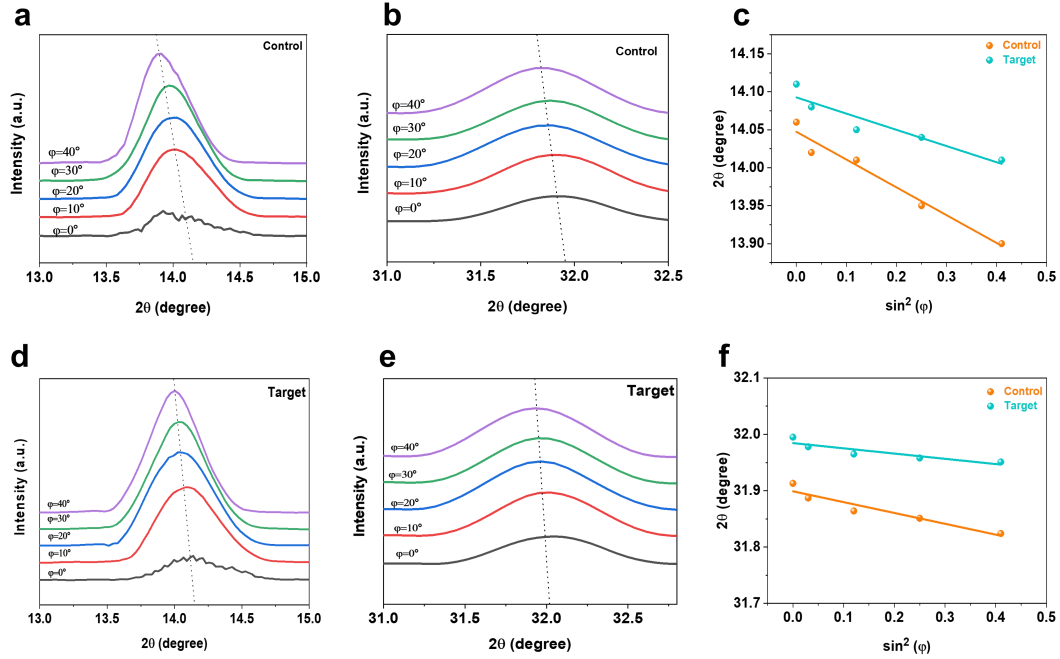 a
Control
Intensity (a.u.)
φ=40°
φ=30°
φ=20°
φ=10°
φ=0°
13.0 13.5 14.0 14.5 15.0
2θ (degree)
b
Control
Intensity (a.u.)
φ=40°
φ=30°
φ=20°
φ=10°
φ=0°
31.0 31.5 32.0 32.5
2θ (degree)
c
Control
Target
2θ (degree)
14.15
14.10
14.05
14.00
13.95
13.90
0.0 0.1 0.2 0.3 0.4 0.5
sin² (φ)
d
Target
Intensity (a.u.)
φ=40°
φ=30°
φ=20°
φ=10°
φ=0°
13.0 13.5 14.0 14.5 15.0
2θ (degree)
e
Target
Intensity (a.u.)
φ=40°
φ=30°
φ=20°
φ=10°
φ=0°
31.0 31.5 32.0 32.5
2θ (degree)
f
Control
Target
2θ (degree)
32.1
32.0
31.9
31.8
31.7
0.0 0.1 0.2 0.3 0.4 0.5
sin² (φ)